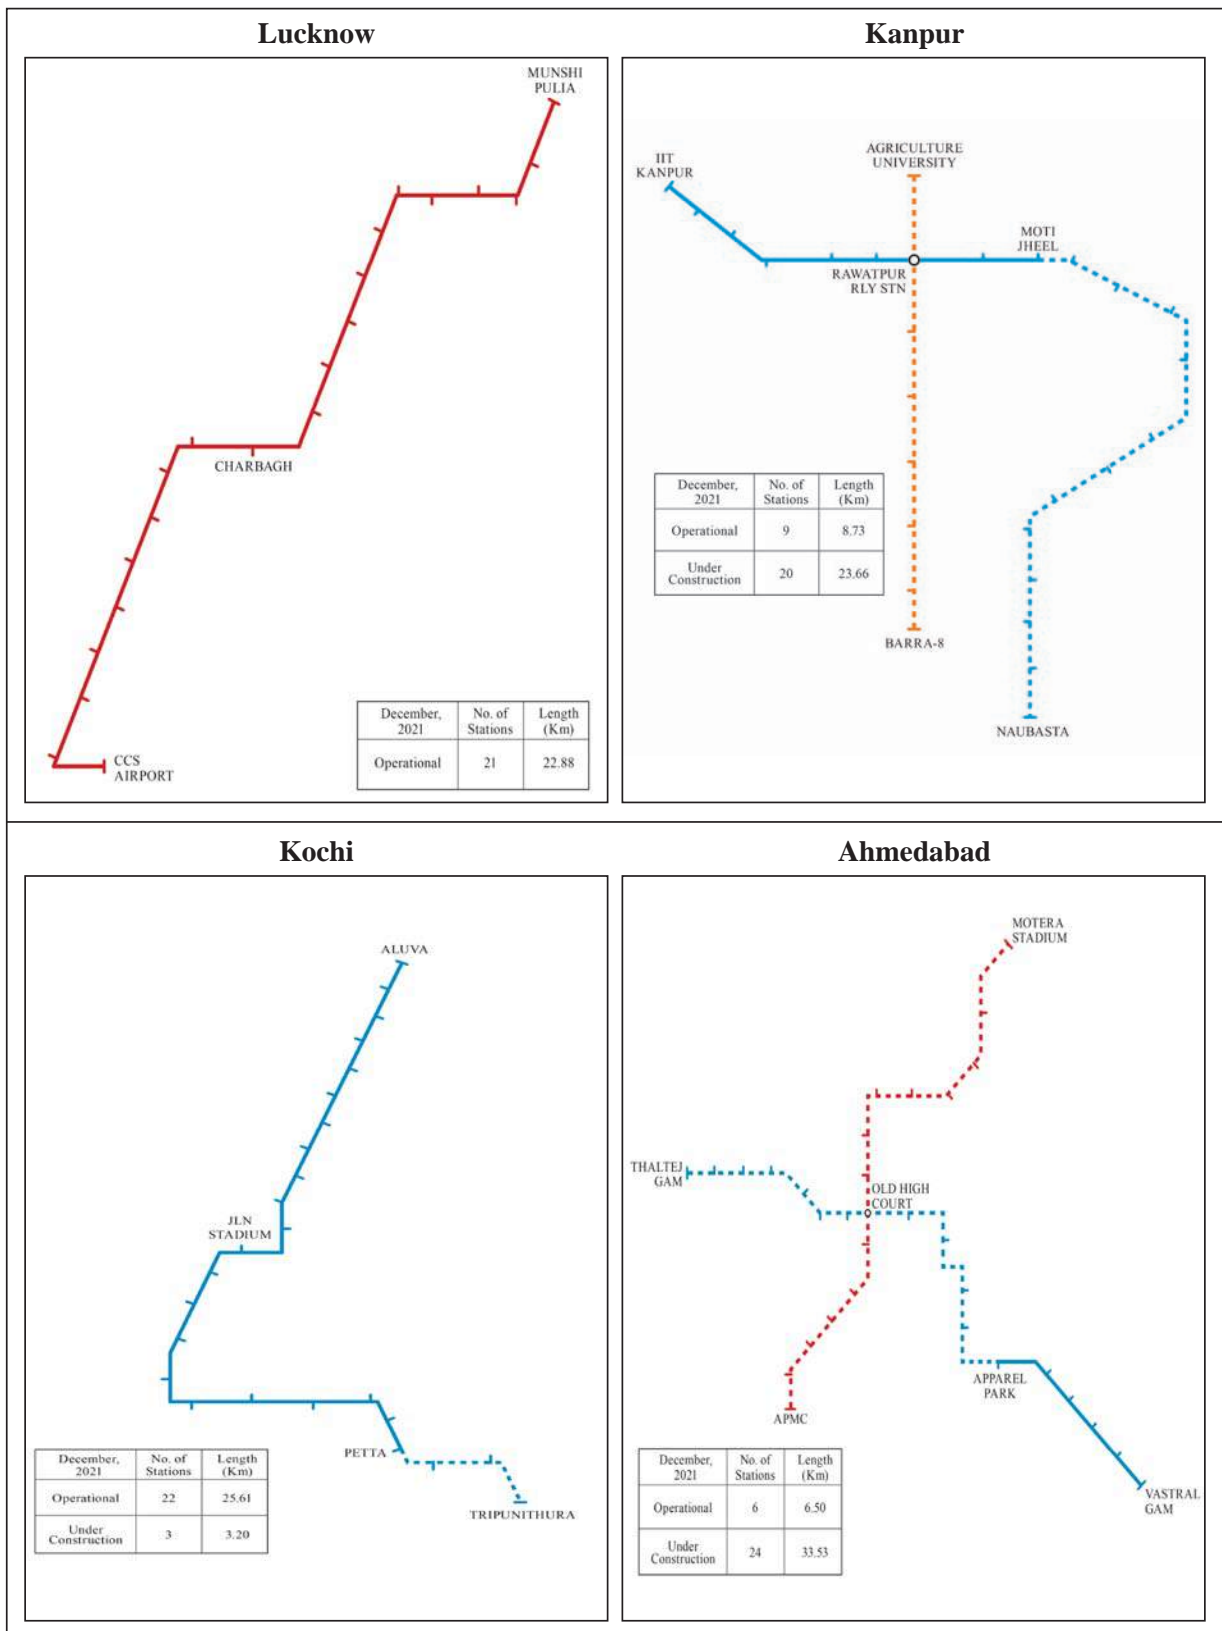 Lucknow
MUNSHI
PULIA
CHARBAGH
CCS
AIRPORT
December,
2021
No. of
Stations
Length
(Km)
Operational 21 22.88
Kanpur
IIT
KANPUR
AGRICULTURE
UNIVERSITY
MOTI
JHEEL
RAWATPUR
RLY STN
December,
2021
No. of
Stations
Length
(Km)
Operational 9 8.73
Under
Construction
20 23.66
BARRA-8
NAUBASTA
Kochi
ALUVA
JLN
STADIUM
PETTA
TRIPUNITHURA
December,
2021
No. of
Stations
Length
(Km)
Operational 22 25.61
Under
Construction
3 3.20
Ahmedabad
MOTERA
STADIUM
THALTEJ
GAM
OLD HIGH
COURT
APPAREL
PARK
APMC
VASTRAL
GAM
December,
2021
No. of
Stations
Length
(Km)
Operational 6 6.50
Under
Construction
24 33.53